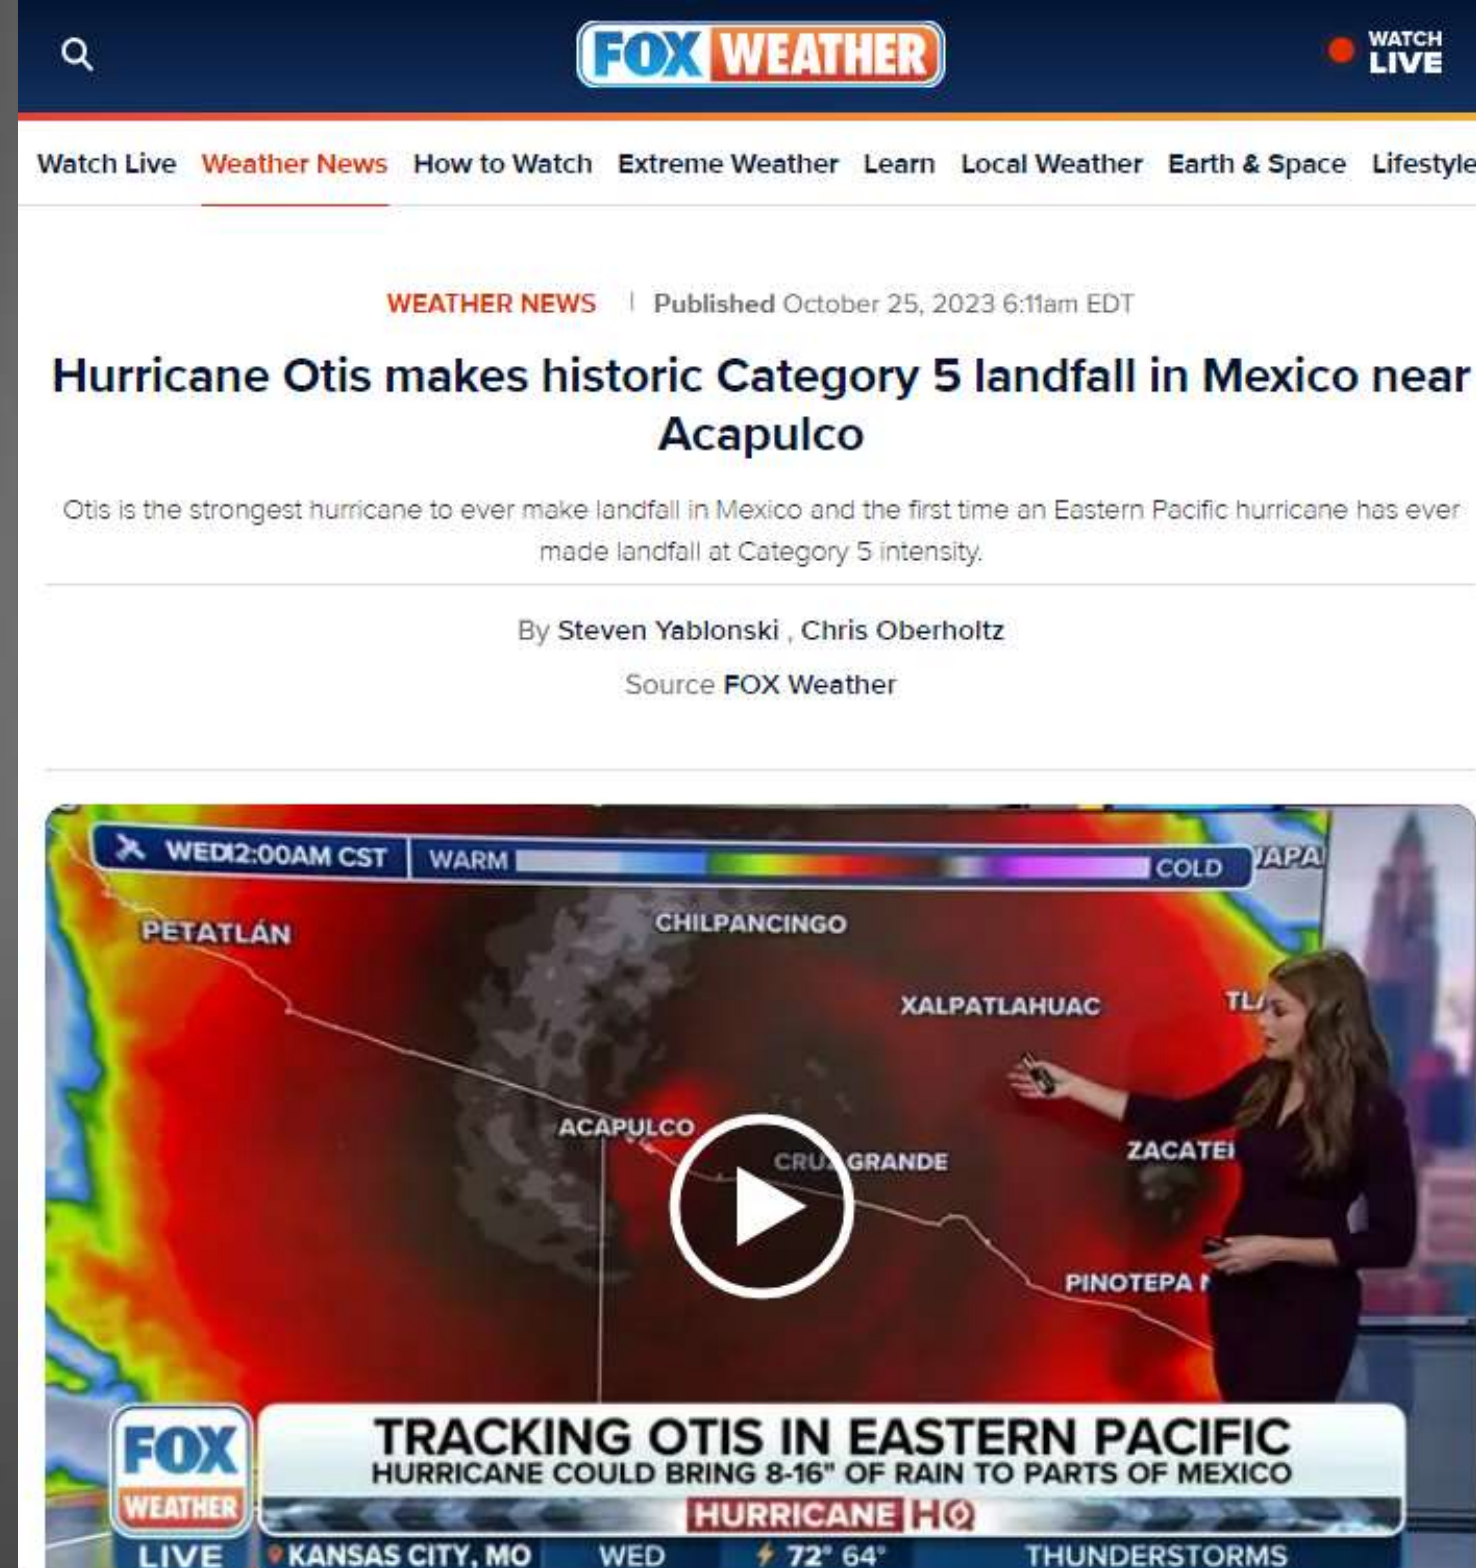 FOX WEATHER
WATCH
LIVE
Watch Live Weather News How to Watch Extreme Weather Learn Local Weather Earth & Space Lifestyle
WEATHER NEWS | Published October 25, 2023 6:11am EDT
Hurricane Otis makes historic Category 5 landfall in Mexico near
Acapulco
Otis is the strongest hurricane to ever make landfall in Mexico and the first time an Eastern Pacific hurricane has ever
made landfall at Category 5 intensity.
By Steven Yablonski , Chris Oberholtz
Source FOX Weather
WED12:00AM CST WARM COLD
PETATLÁN
CHILPANCINGO
XALPATLAHUAC
ACAPULCO
GRANDE
PINOTEPA
FOX
WEATHER
LIVE
TRACKING OTIS IN EASTERN PACIFIC
HURRICANE COULD BRING 8-16" OF RAIN TO PARTS OF MEXICO
HURRICANE HQ
KANSAS CITY, MO WED 72° 64° THUNDERSTORMS